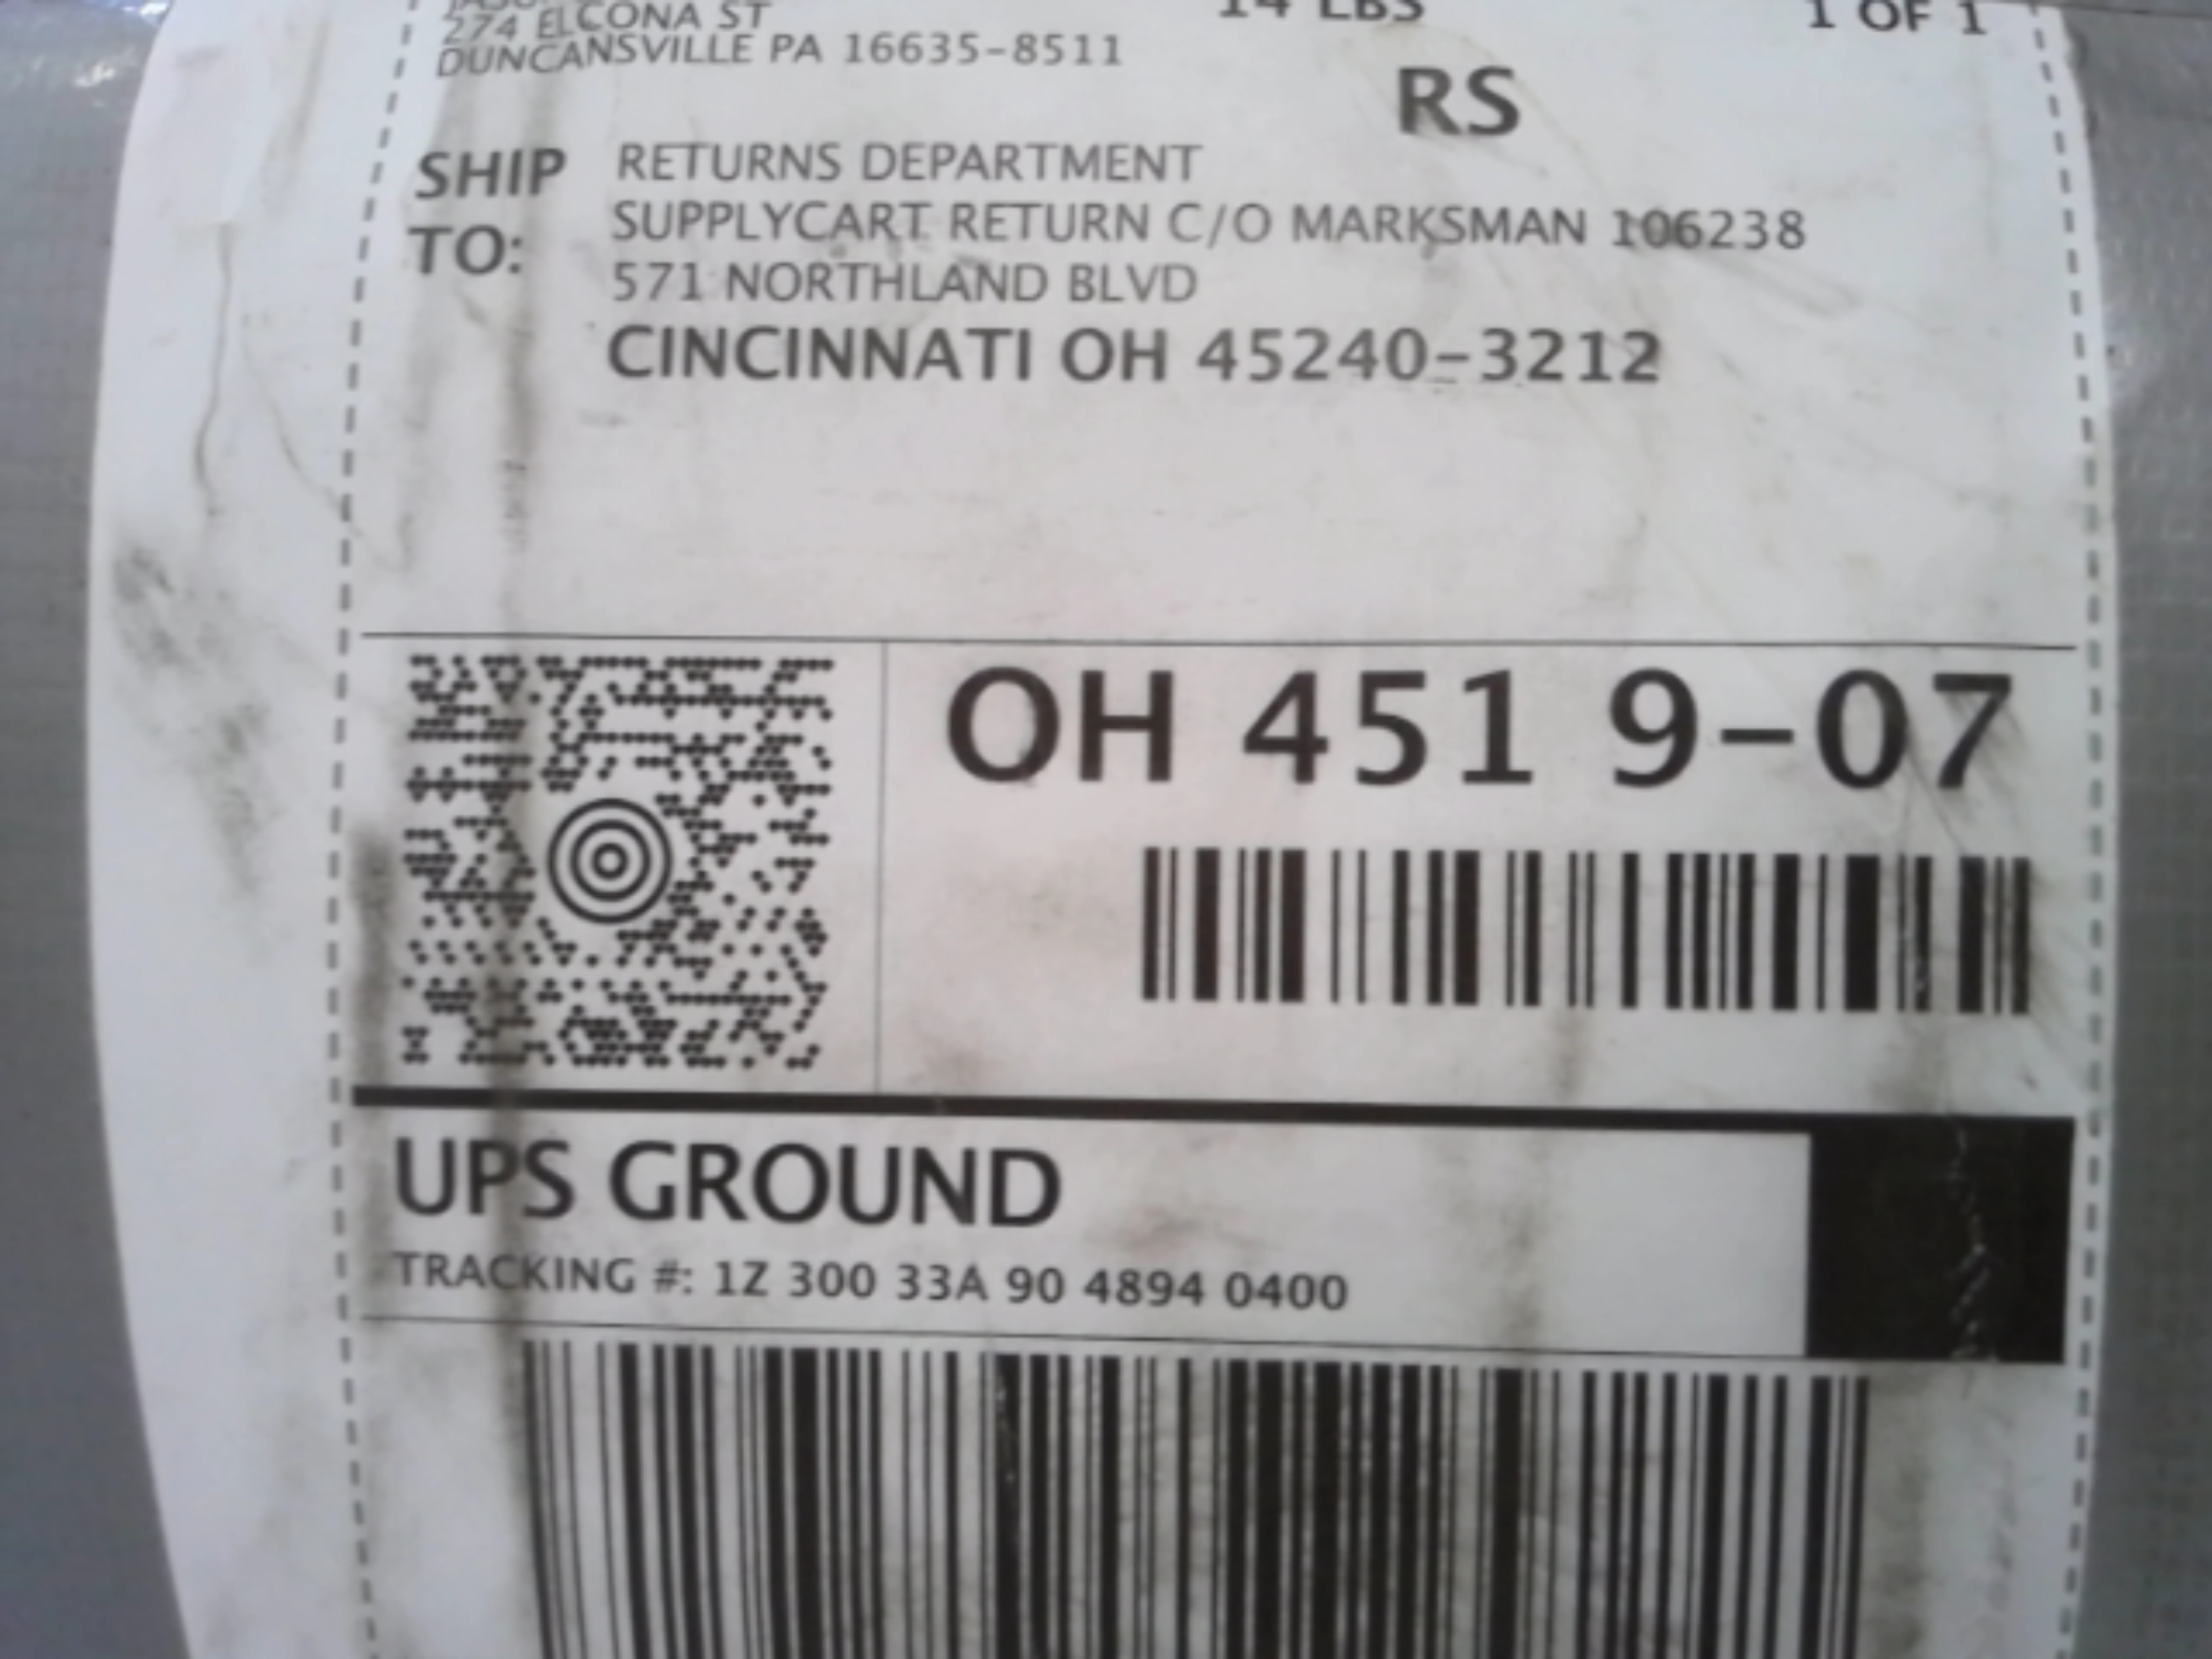 274 ELCONA ST
DUNCANSVILLE PA 16635-8511
14 LBS
1 OF 1
RS
SHIP TO:
RETURNS DEPARTMENT
SUPPLYCART RETURN C/O MARKSMAN 106238
571 NORTHLAND BLVD
CINCINNATI OH 45240-3212
OH 451 9-07
UPS GROUND
TRACKING #: 1Z 300 33A 90 4894 0400